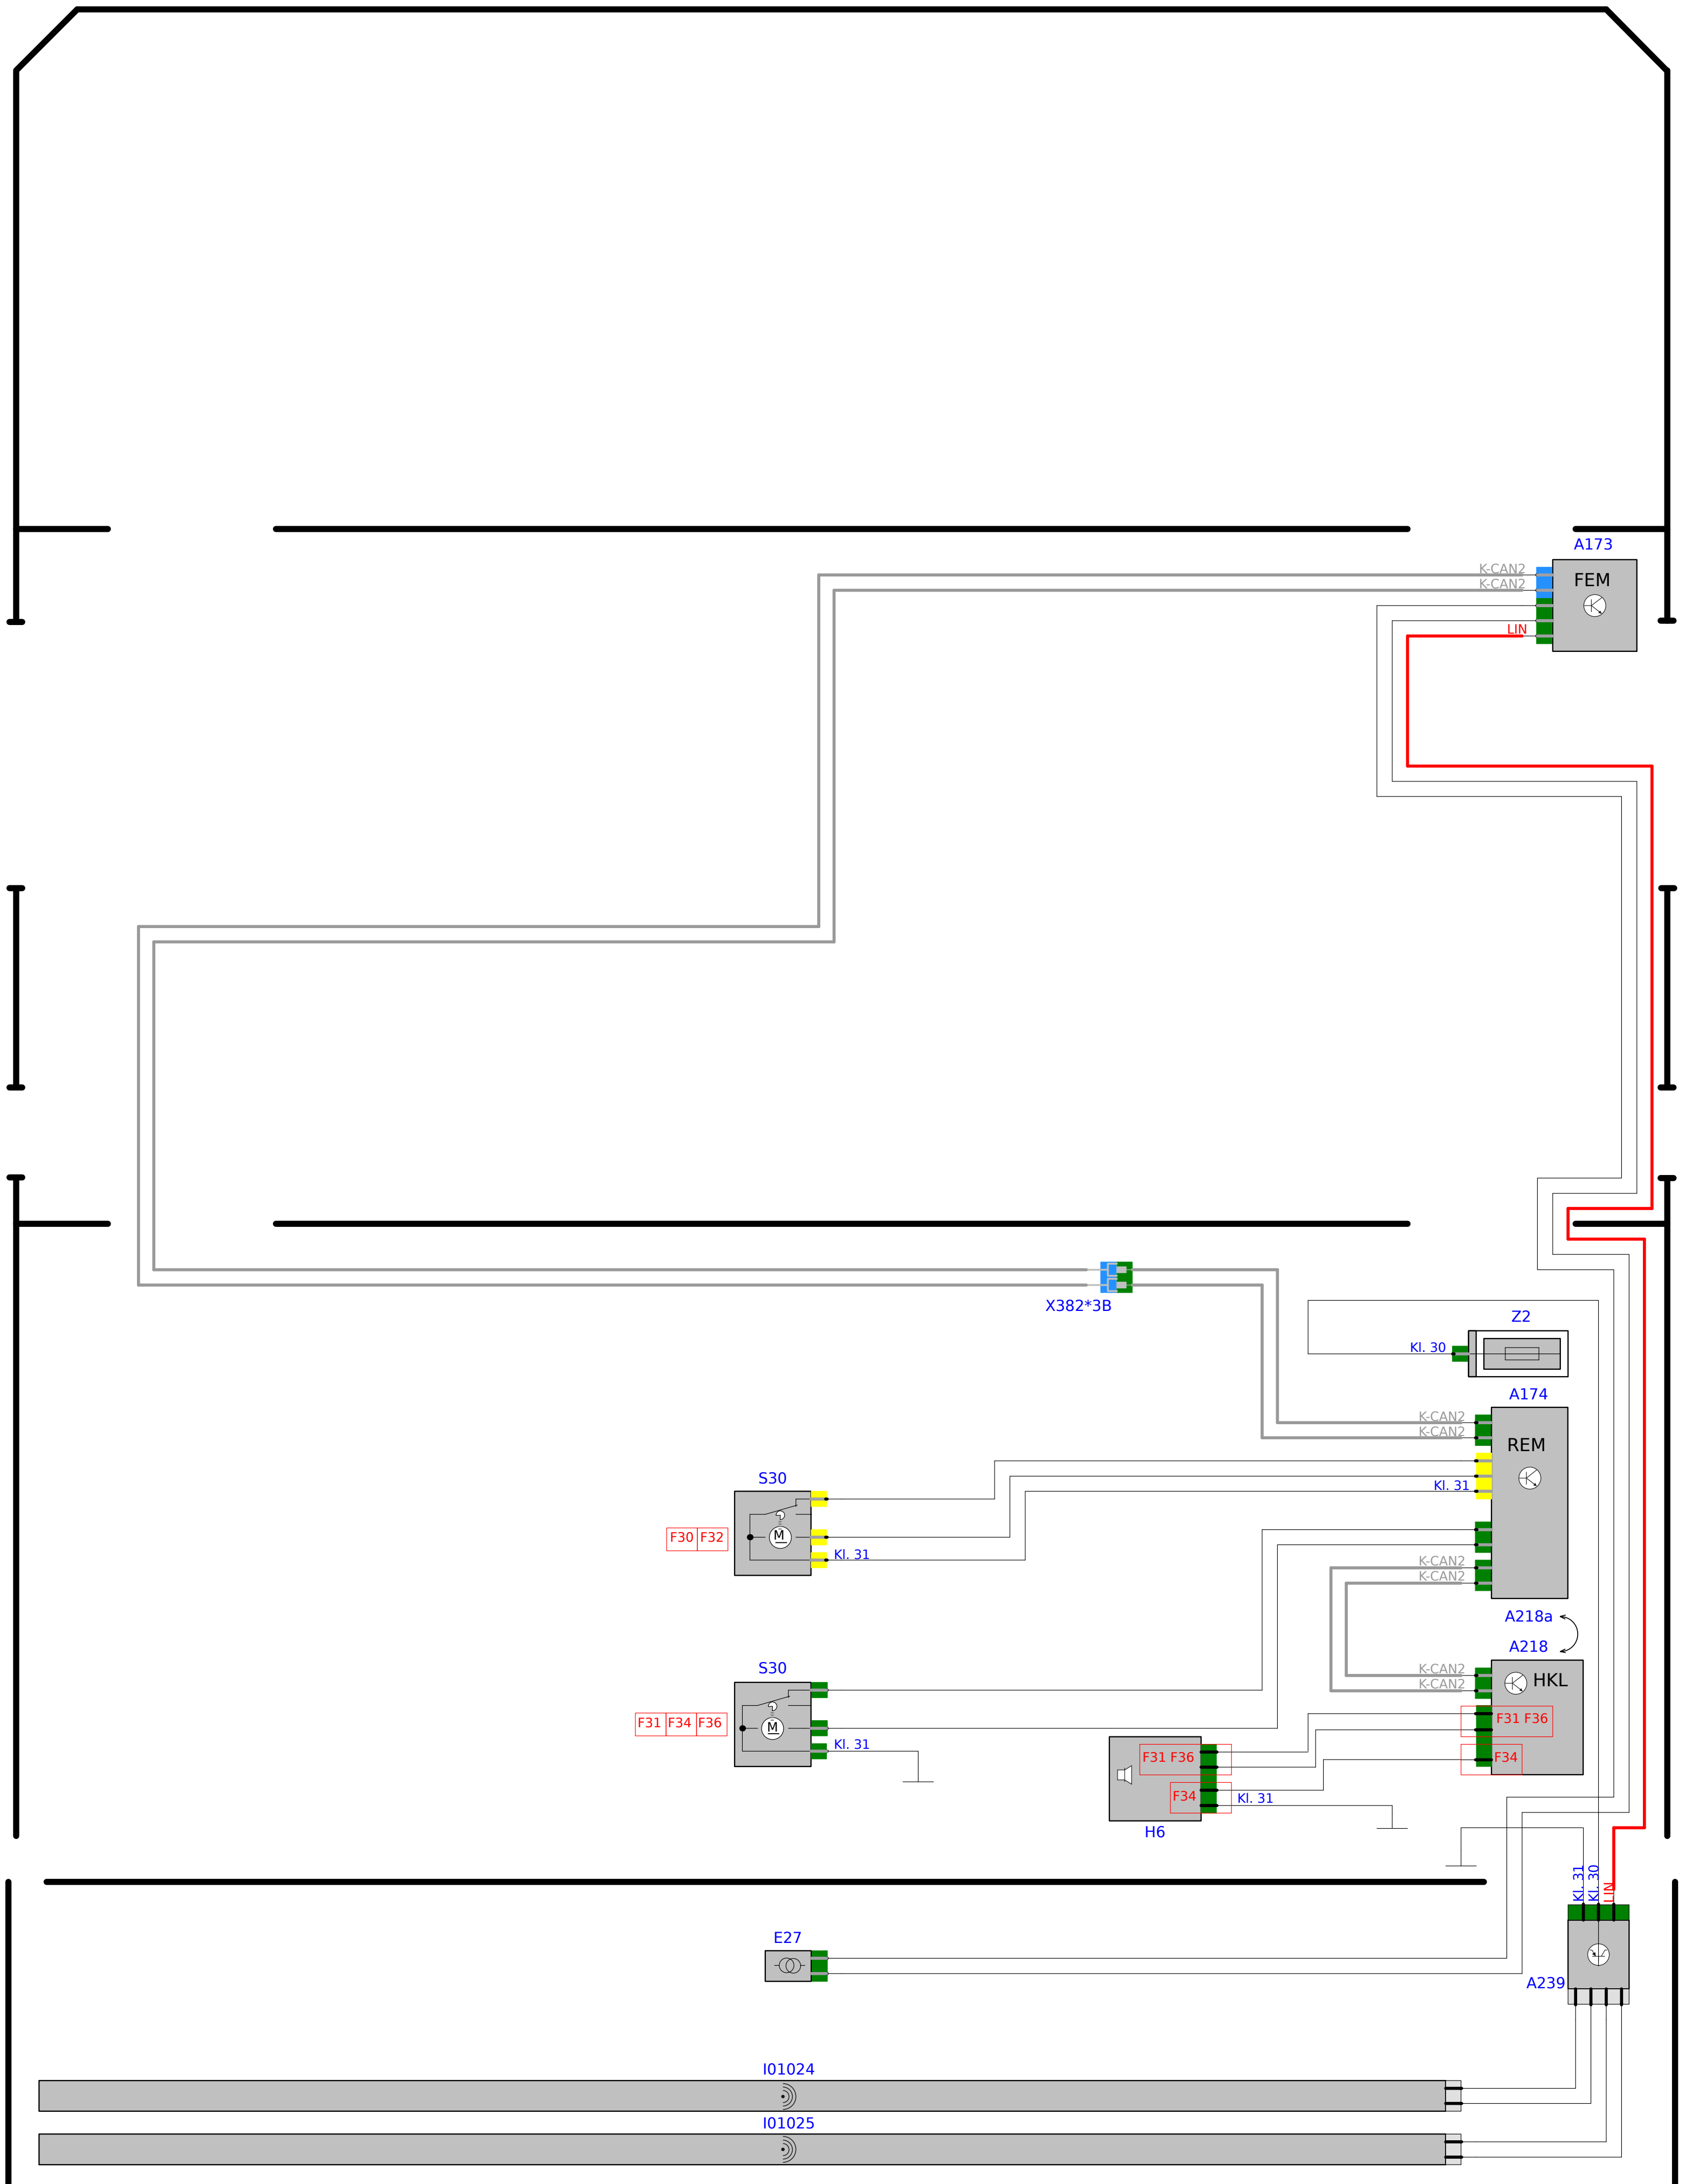 A173
K-CAN2
FEM
K-CAN2
LIN
X382*3B
Z2
Kl. 30
A174
K-CAN2
K-CAN2
REM
S30
Kl. 31
F30 F32
Kl. 31
K-CAN2
K-CAN2
A218a
A218
S30
K-CAN2
K-CAN2
HKL
F31 F34 F36
F31 F36
Kl. 31
F31 F36
F34
F34
Kl. 31
H6
Kl. 31
Kl. 30
LIN
E27
A239
I01024
I01025
M
M